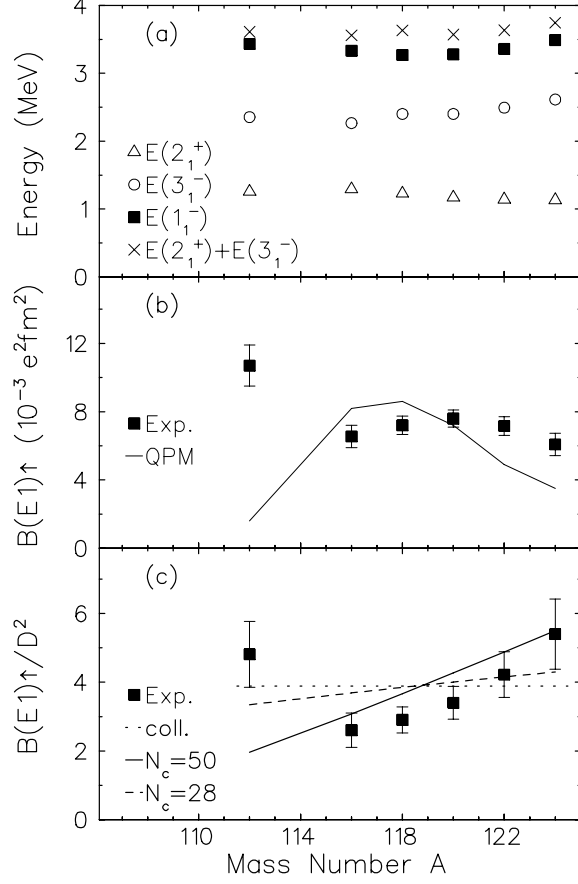 (a)
4
3
2
1
0
Energy (MeV)
△ E(2₁⁺)
○ E(3₁⁻)
■ E(1₁⁻)
× E(2₁⁺)+E(3₁⁻)
(b)
12
8
4
0
B(E1)↑ (10⁻³ e²fm²)
■ Exp.
— QPM
(c)
6
4
2
0
B(E1)↑/D²
■ Exp.
··· coll.
— N_c=50
-- N_c=28
110 114 118 122
Mass Number A